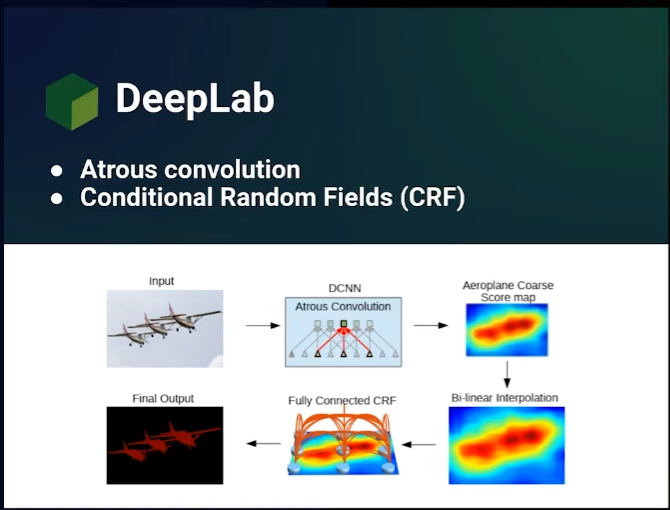 DeepLab
● Atrous convolution
● Conditional Random Fields (CRF)
Input
DCNN
Atrous Convolution
Aeroplane Coarse
Score map
Bi-linear Interpolation
Fully Connected CRF
Final Output